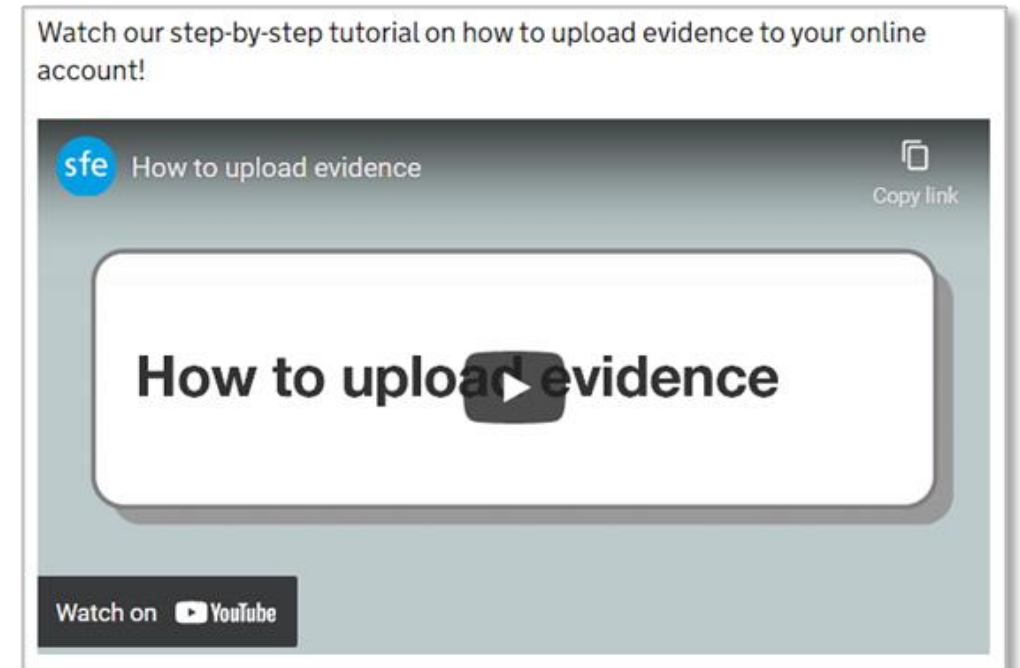 Watch our step-by-step tutorial on how to upload evidence to your online
account!
sfe How to upload evidence
Copy link
How to upload evidence
Watch on YouTube